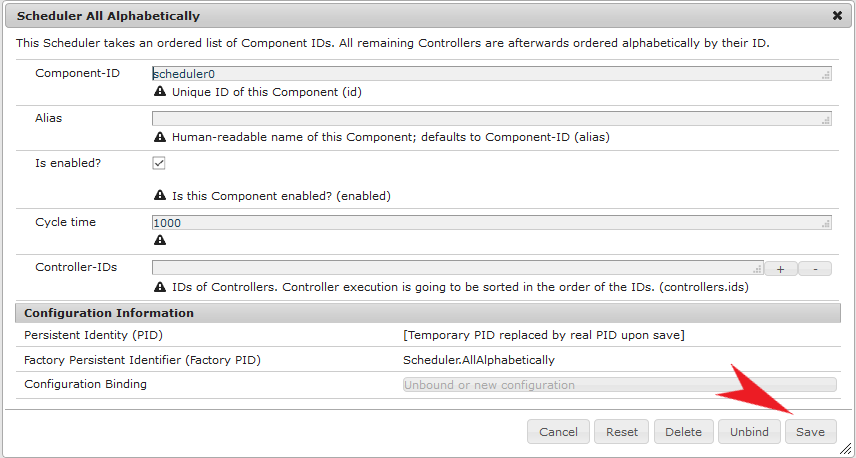 Scheduler All Alphabetically
This Scheduler takes an ordered list of Component IDs. All remaining Controllers are afterwards ordered alphabetically by their ID.
Component-ID scheduler0
Unique ID of this Component (id)
Alias
Human-readable name of this Component; defaults to Component-ID (alias)
Is enabled?
Is this Component enabled? (enabled)
Cycle time 1000
Controller-IDs + -
IDs of Controllers. Controller execution is going to be sorted in the order of the IDs. (controllers.ids)
Configuration Information
Persistent Identity (PID) [Temporary PID replaced by real PID upon save]
Factory Persistent Identifier (Factory PID) Scheduler.AllAlphabetically
Configuration Binding Unbound or new configuration
Cancel Reset Delete Unbind Save